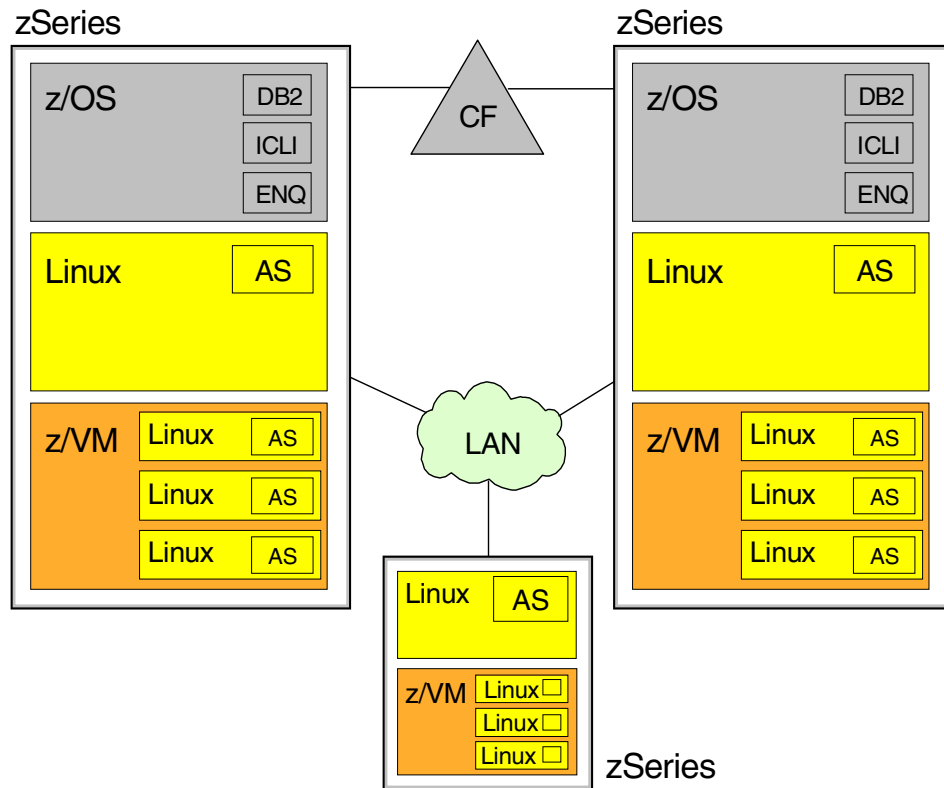 zSeries
z/OS
DB2
ICLI
ENQ
Linux
AS
z/VM
Linux
AS
Linux
AS
Linux
AS
CF
LAN
zSeries
z/OS
DB2
ICLI
ENQ
Linux
AS
z/VM
Linux
AS
Linux
AS
Linux
AS
Linux
AS
z/VM
Linux
Linux
Linux
zSeries